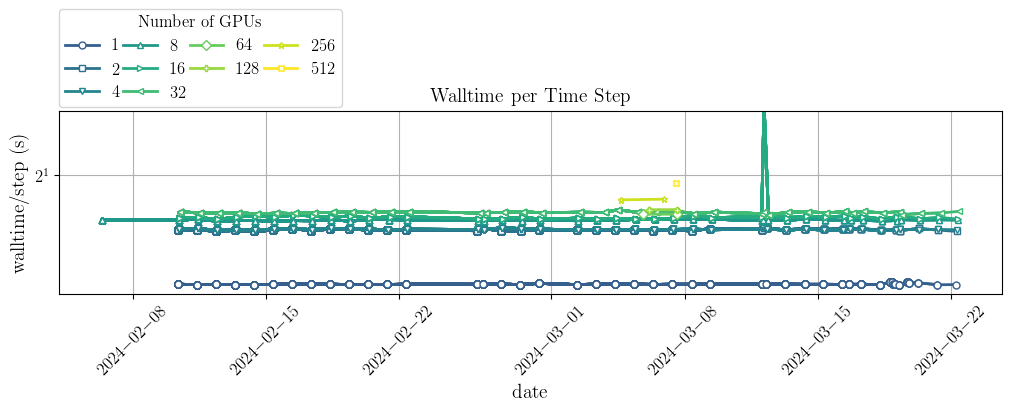 Number of GPUs
1 8 64 256
2 16 128 512
4 32
Walltime per Time Step
walltime/step (s)
2¹
2024−02−08 2024−02−15 2024−02−22 2024−03−01 2024−03−08 2024−03−15 2024−03−22
date